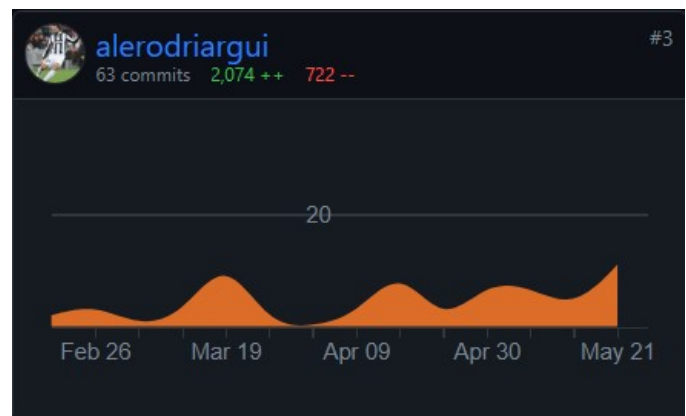 alerodriargui
#3
63 commits 2,074 ++ 722 --
20
Feb 26 Mar 19 Apr 09 Apr 30 May 21